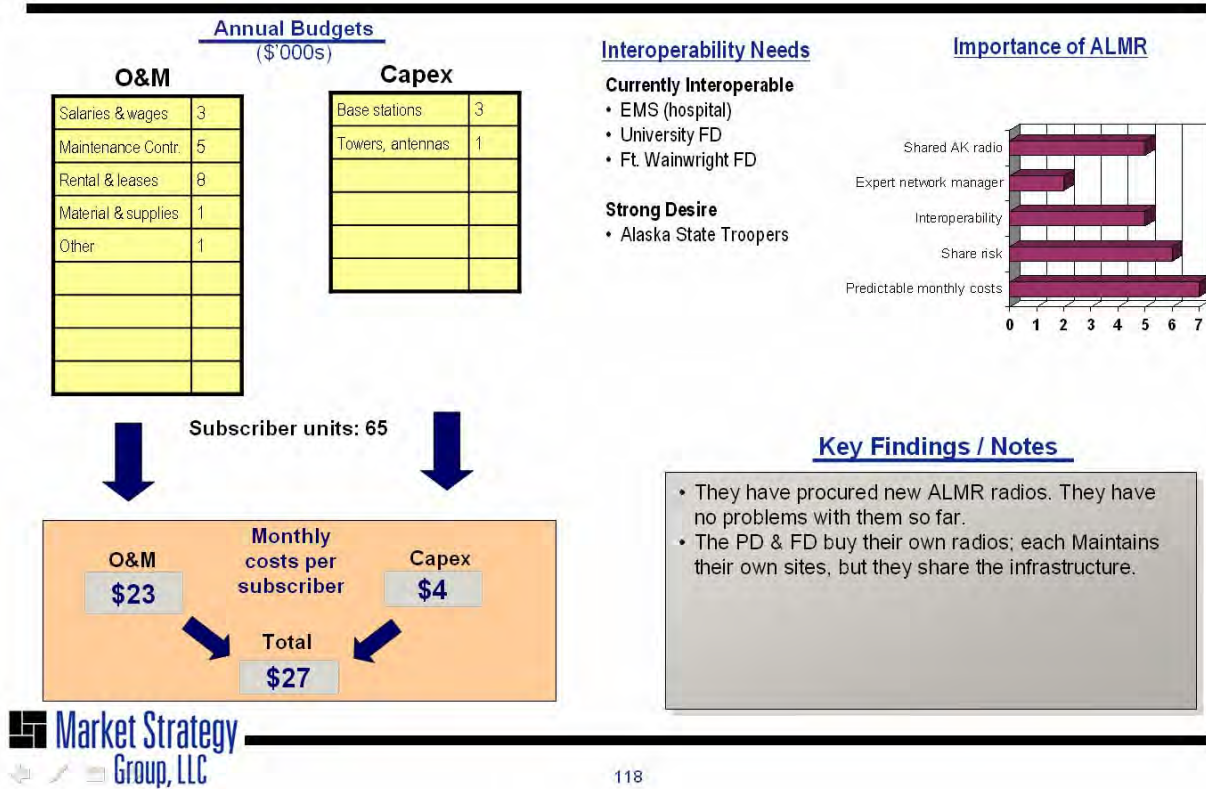 Annual Budgets
($'000s)
O&M
Salaries & wages 3
Maintenance Contr. 5
Rental & leases 8
Material & supplies 1
Other 1
Capex
Base stations 3
Towers, antennas 1
Interoperability Needs
Currently Interoperable
• EMS (hospital)
• University FD
• Ft. Wainwright FD
Strong Desire
• Alaska State Troopers
Importance of ALMR
Shared AK radio
Expert network manager
Interoperability
Share risk
Predictable monthly costs
0 1 2 3 4 5 6 7
Subscriber units: 65
Monthly
costs per
subscriber
O&M
$23
Capex
$4
Total
$27
Key Findings / Notes
• They have procured new ALMR radios. They have
no problems with them so far.
• The PD & FD buy their own radios; each Maintains
their own sites, but they share the infrastructure.
Market Strategy
Group, LLC
118